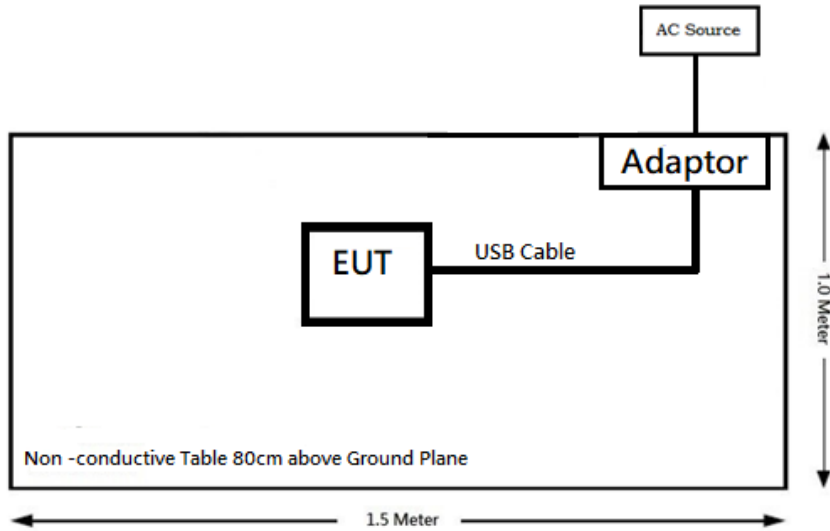 AC Source
Adaptor
EUT
USB Cable
1.0 Meter
Non -conductive Table 80cm above Ground Plane
1.5 Meter